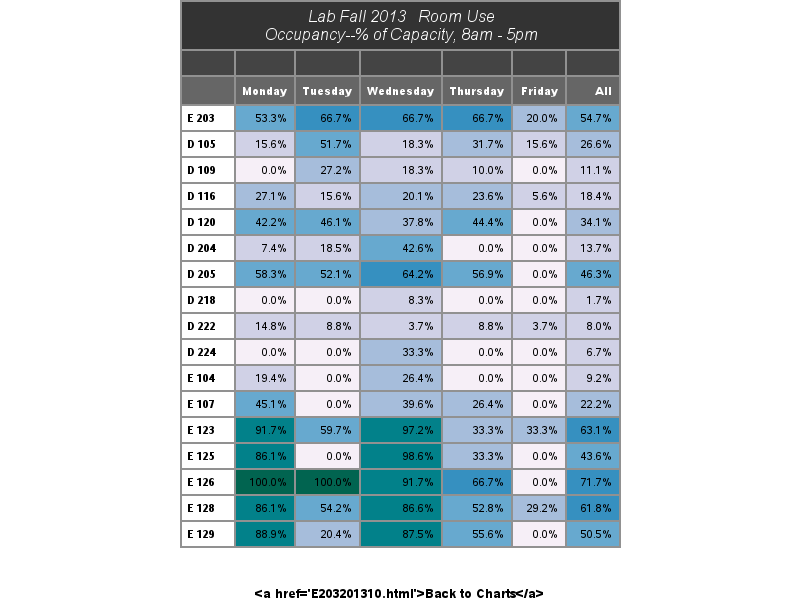 Lab Fall 2013 Room Use
Occupancy--% of Capacity, 8am - 5pm
Monday Tuesday Wednesday Thursday Friday All
E 203 53.3% 66.7% 66.7% 66.7% 20.0% 54.7%
D 105 15.6% 51.7% 18.3% 31.7% 15.6% 26.6%
D 109 0.0% 27.2% 18.3% 10.0% 0.0% 11.1%
D 116 27.1% 15.6% 20.1% 23.6% 5.6% 18.4%
D 120 42.2% 46.1% 37.8% 44.4% 0.0% 34.1%
D 204 7.4% 18.5% 42.6% 0.0% 0.0% 13.7%
D 205 58.3% 52.1% 64.2% 56.9% 0.0% 46.3%
D 218 0.0% 0.0% 8.3% 0.0% 0.0% 1.7%
D 222 14.8% 8.8% 3.7% 8.8% 3.7% 8.0%
D 224 0.0% 0.0% 33.3% 0.0% 0.0% 6.7%
E 104 19.4% 0.0% 26.4% 0.0% 0.0% 9.2%
E 107 45.1% 0.0% 39.6% 26.4% 0.0% 22.2%
E 123 91.7% 59.7% 97.2% 33.3% 33.3% 63.1%
E 125 86.1% 0.0% 98.6% 33.3% 0.0% 43.6%
E 126 100.0% 100.0% 91.7% 66.7% 0.0% 71.7%
E 128 86.1% 54.2% 86.6% 52.8% 29.2% 61.8%
E 129 88.9% 20.4% 87.5% 55.6% 0.0% 50.5%
<a href='E203201310.html'>Back to Charts</a>